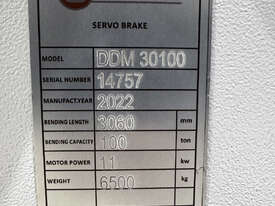 SERVO BRAKE
MODEL DDM 30100
SERIAL NUMBER 14757
MANUFACT.YEAR 2022
BENDING LENGTH 3060 mm
BENDING CAPACITY 100 ton
MOTOR POWER 11 kw
WEIGHT 6500 kg